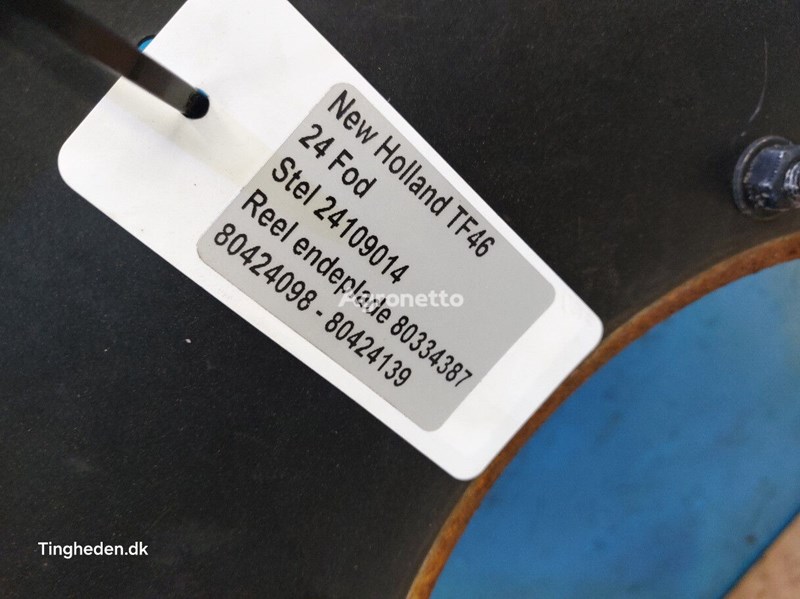 New Holland TF46
24 Fod
Stel 24109014
Reel endeplade 80334387
80424098 - 80424139
Agronetto
Tingheden.dk